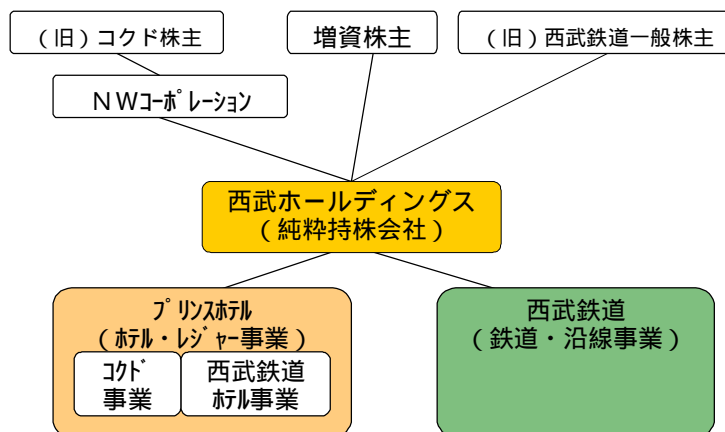 （旧）コクド株主
増資株主
（旧）西武鉄道一般株主
ＮＷｺｰﾎﾟﾚｰｼｮﾝ
西武ホールディングス
（純粋持株会社）
ﾌﾟﾘﾝｽﾎﾃﾙ
（ﾎﾃﾙ・ﾚｼﾞｬｰ事業）
ｺｸﾄﾞ
事業
西武鉄道
ﾎﾃﾙ事業
西武鉄道
（鉄道・沿線事業）